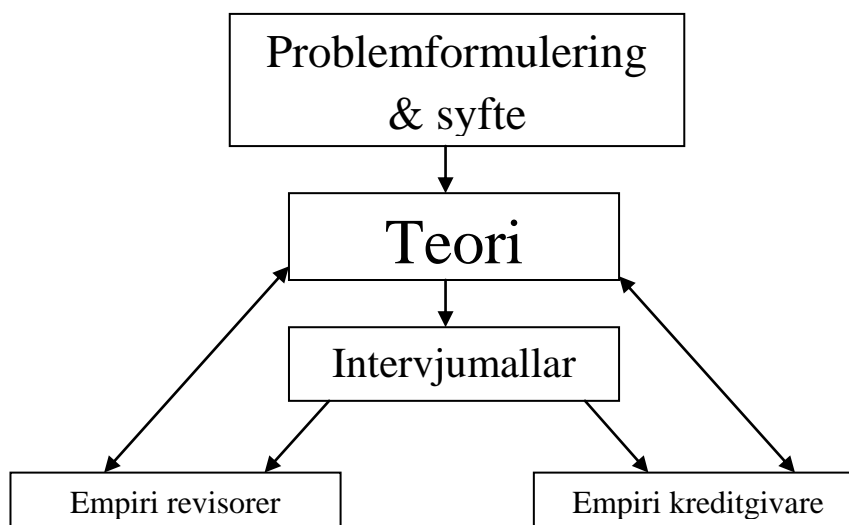 Problemformulering
& syfte
Teori
Intervjumallar
Empiri revisorer
Empiri kreditgivare